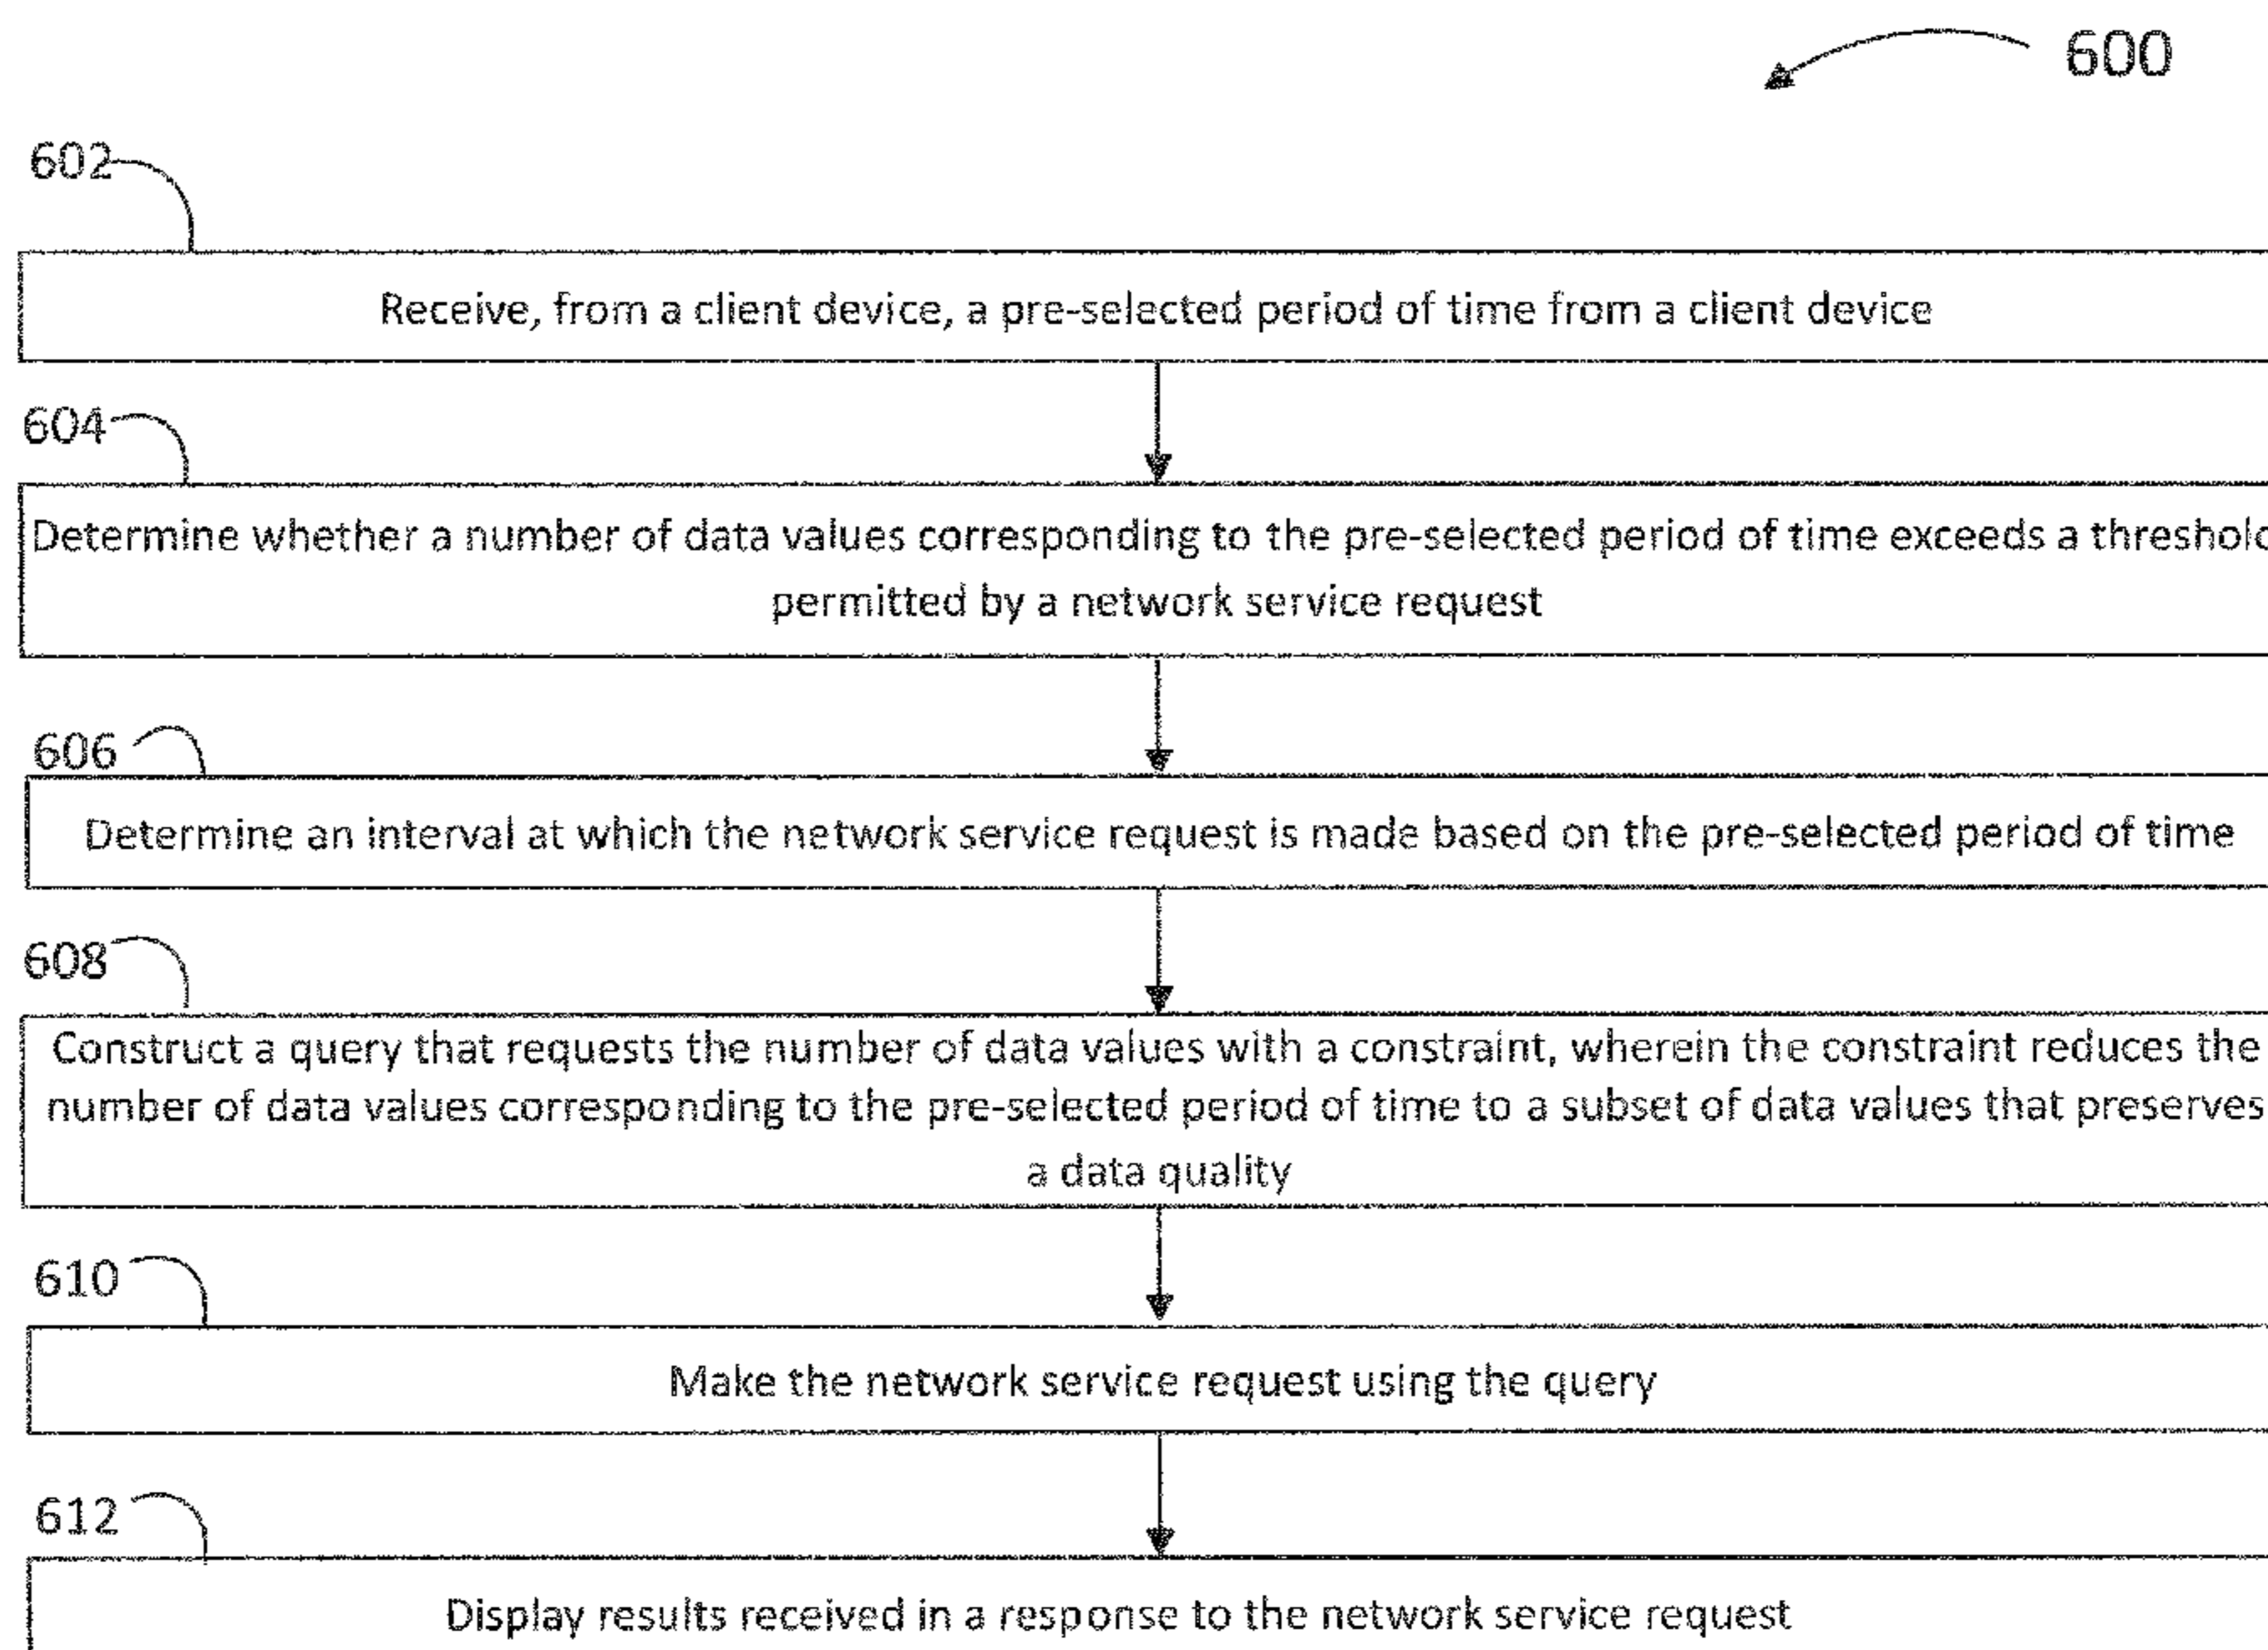 600
602
Receive, from a client device, a pre-selected period of time from a client device
604
Determine whether a number of data values corresponding to the pre-selected period of time exceeds a threshold
permitted by a network service request
606
Determine an interval at which the network service request is made based on the pre-selected period of time
608
Construct a query that requests the number of data values with a constraint, wherein the constraint reduces the
number of data values corresponding to the pre-selected period of time to a subset of data values that preserves
a data quality
610
Make the network service request using the query
612
Display results received in a response to the network service request